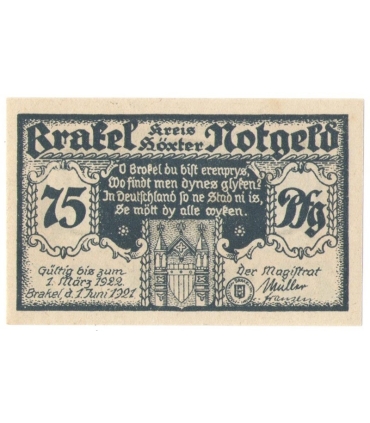 Brakel Kreis Höxter Notgeld
O Brokel du bist erenprys,
Wo findt men dynes glyken?
In Deutschland so ne Stad ni is,
Se mött dy alle wyken.
75 Pfg
Gültig bis zum
1. März 1922
Brakel d. 1 Juni 1921
Der Magistrat
Müller